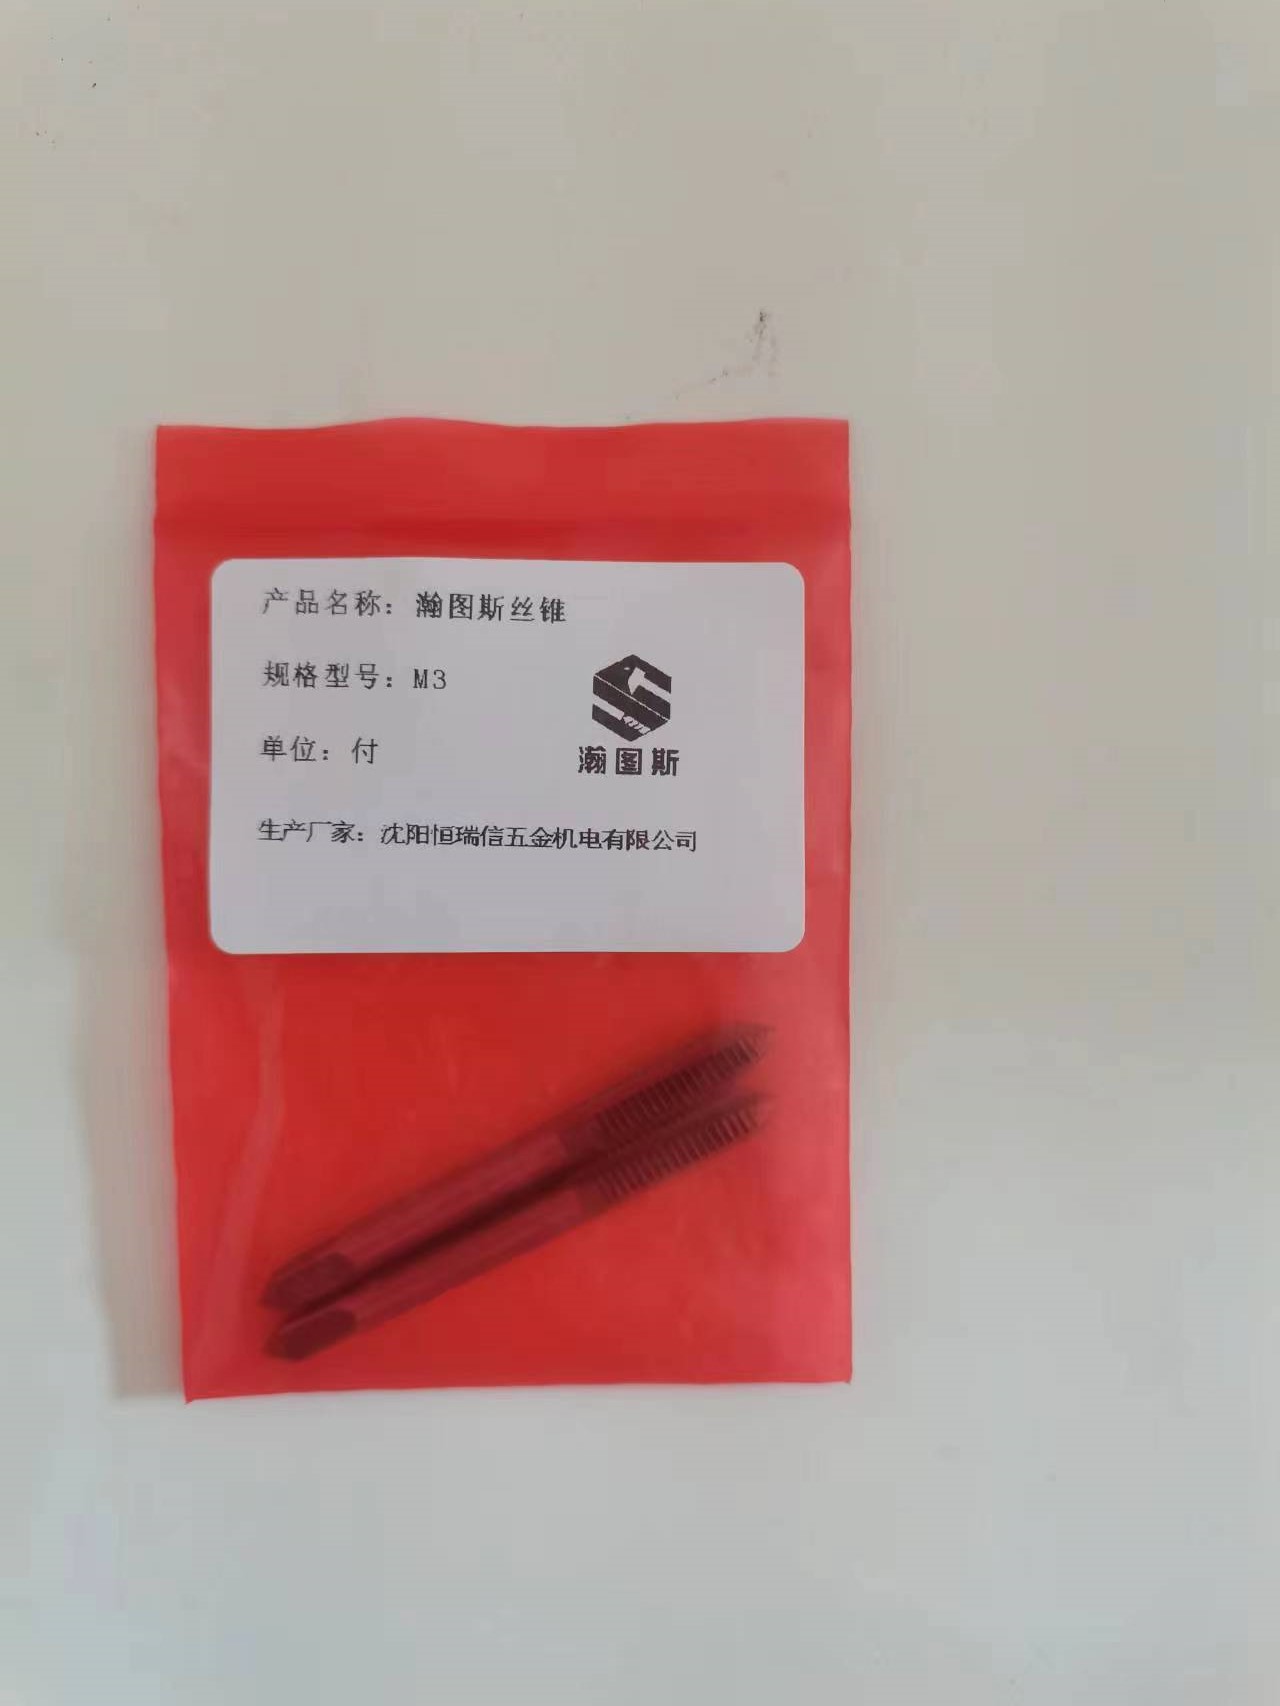 产品名称：瀚图斯丝锥
规格型号：M3
单位：付
瀚图斯
生产厂家：沈阳恒瑞信五金机电有限公司